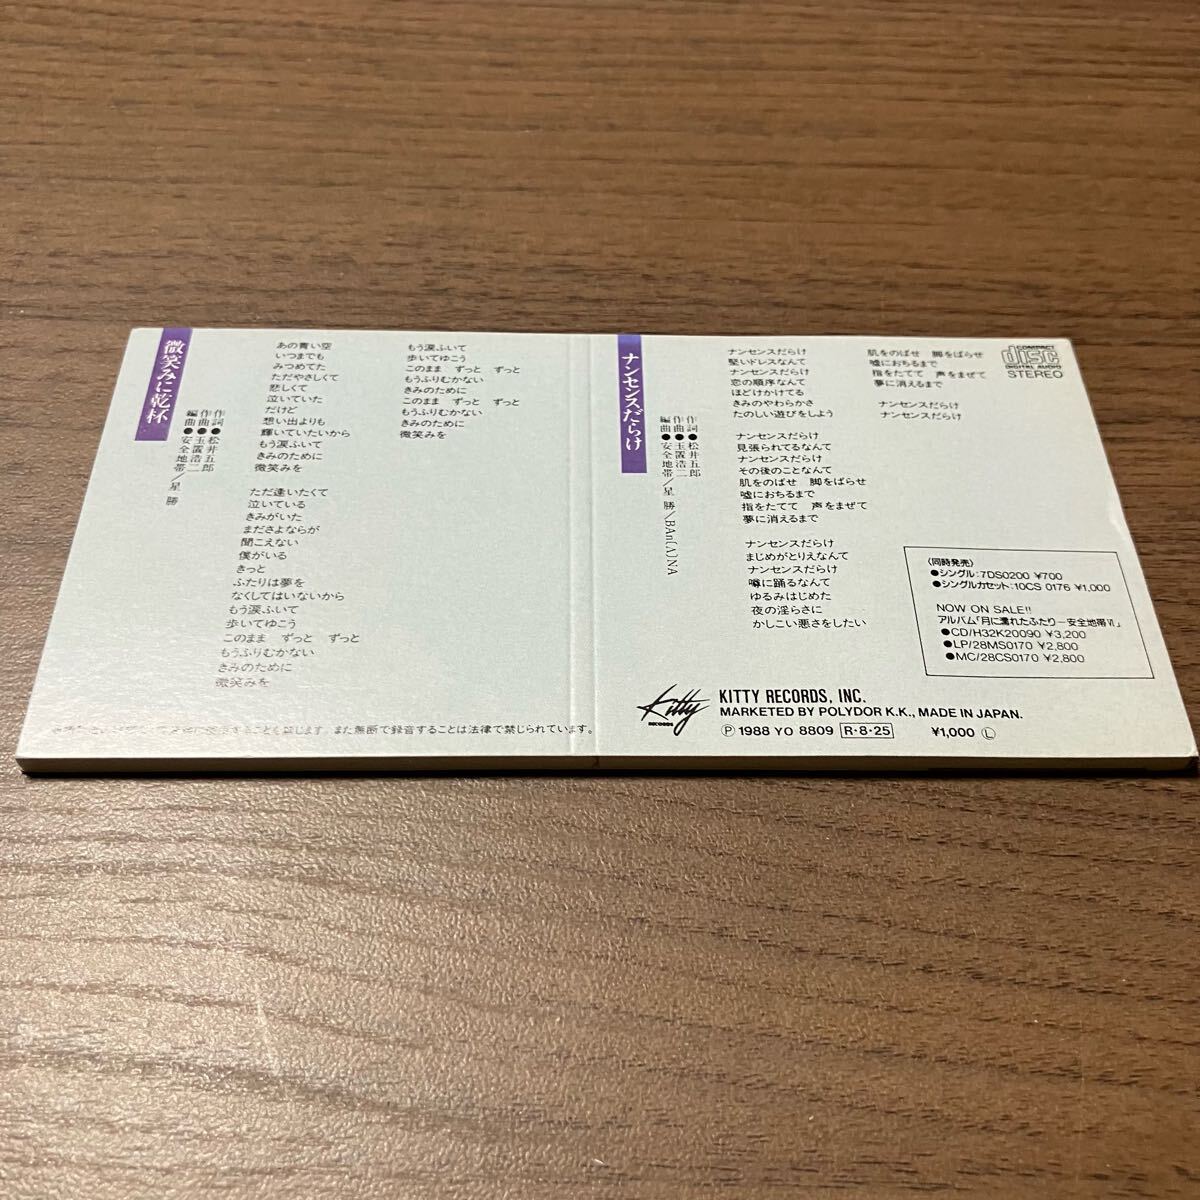 微笑みに乾杯
作詞●松井五郎
作曲●玉置浩二
編曲●安全地帯/星 勝
あの青い空
いつまでも
みつめてた
ただやさしくて
悲しくて
泣いていた
だけど
想い出よりも
輝いていたいから
もう涙ふいて
きみのために
微笑みを
ただ逢いたくて
泣いている
きみがいた
まださよならが
聞こえない
僕がいる
きっと
ふたりは夢を
なくしてはいないから
もう涙ふいて
歩いてゆこう
このまま ずっと ずっと
もうふりむかない
きみのために
微笑みを
もう涙ふいて
歩いてゆこう
このまま ずっと ずっと
もうふりむかない
きみのために
このまま ずっと ずっと
もうふりむかない
きみのために
微笑みを
することを禁じます。また無断で録音することは法律で禁じられています。
ナンセンスだらけ
作詞●松井五郎
作曲●玉置浩二
編曲●安全地帯/星 勝/BAn(Λ)NA
ナンセンスだらけ
堅いドレスなんて
ナンセンスだらけ
恋の順序なんて
ほどけかけてる
きみのやわらかさ
たのしい遊びをしよう
ナンセンスだらけ
見張られてるなんて
ナンセンスだらけ
その後のことなんて
肌をのばせ 脚をばらせ
嘘におちるまで
指をたてて 声をまぜて
夢に消えるまで
ナンセンスだらけ
まじめがとりえなんて
ナンセンスだらけ
噂に踊るなんて
ゆるみはじめた
夜の淫らさに
かしこい悪さをしたい
肌をのばせ 脚をばらせ
嘘におちるまで
指をたてて 声をまぜて
夢に消えるまで
ナンセンスだらけ
ナンセンスだらけ
COMPACT
disc
DIGITAL AUDIO
STEREO
〈同時発売〉
●シングル:7DS0200 ¥700
●シングルカセット:10CS 0176 ¥1,000
NOW ON SALE!!
アルバム「月に濡れたふたり－安全地帯Ⅵ」
●CD/H32K20090 ¥3,200
●LP/28MS0170 ¥2,800
●MC/28CS0170 ¥2,800
Kitty
RECORDS
KITTY RECORDS, INC.
MARKETED BY POLYDOR K.K., MADE IN JAPAN.
Ⓟ 1988 YO 8809 R・8・25 ¥1,000 Ⓛ